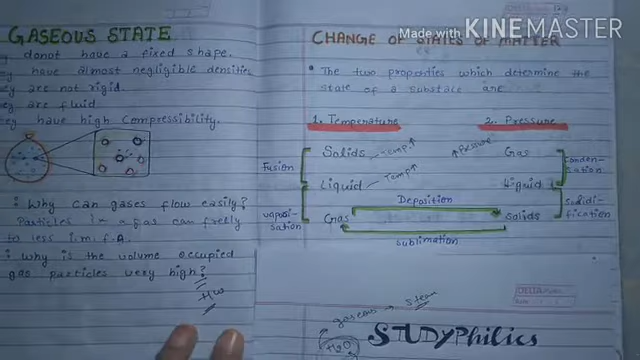 GASEOUS STATE
donot have a fixed shape.
have almost negligible densities
are not rigid.
are fluid
have high Compressibility.
Why can gases flow easily?
Particles in a gas can frelly
to less i.m.f.A.
Why is the volume occupied
gas particles very high?
HW
Made with KINEMASTER
CHANGE OF STATES OF MATTER
The two properties which determine the
state of a substace are
1. Temperature
2. Pressure
Solids
Temp↑
↑Pressure
Gas
Fusion
Conden-
sation
Liquid
Temp↑
Liquid
vapori-
sation
Deposition
solidi-
fication
Gas
Solids
sublimation
gaseous → steam
H2O
STUDYPhilics